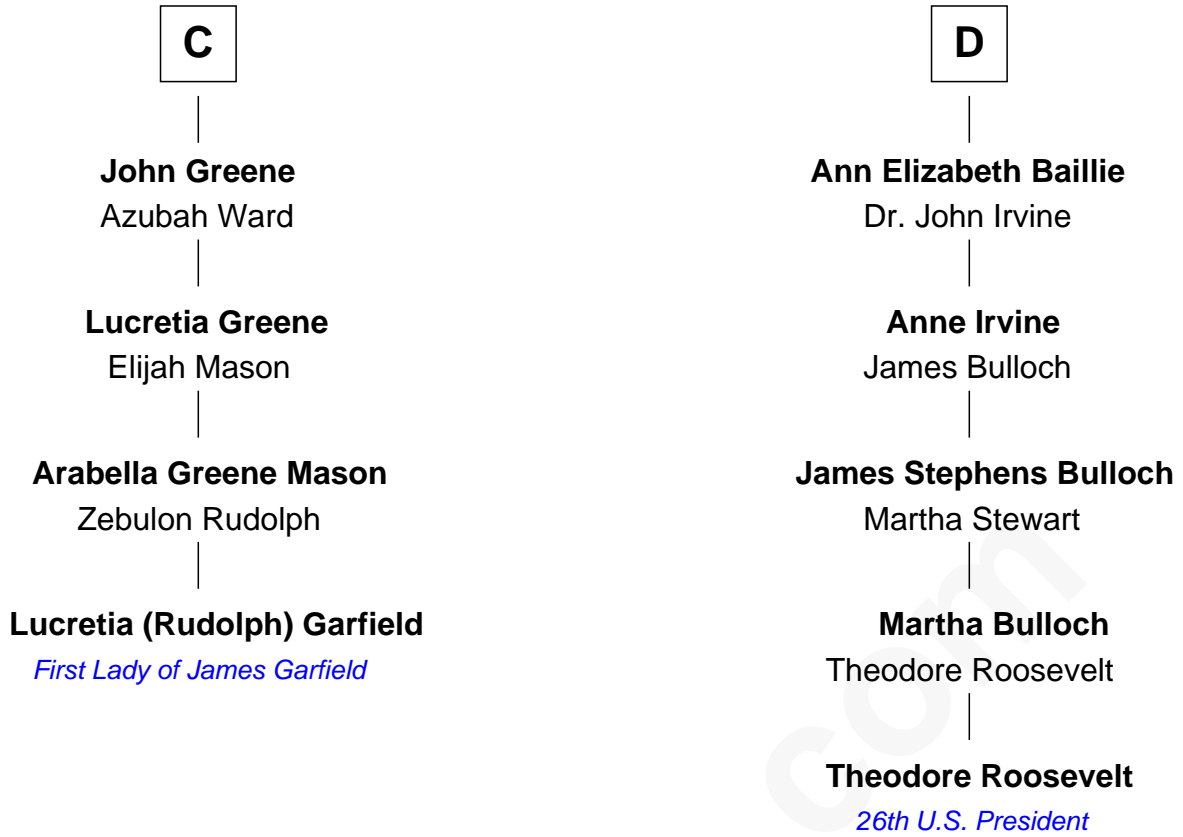 C
John Greene
Azubah Ward
Lucretia Greene
Elijah Mason
Arabella Greene Mason
Zebulon Rudolph
Lucretia (Rudolph) Garfield
First Lady of James Garfield
D
Ann Elizabeth Baillie
Dr. John Irvine
Anne Irvine
James Bulloch
James Stephens Bulloch
Martha Stewart
Martha Bulloch
Theodore Roosevelt
Theodore Roosevelt
26th U.S. President
com